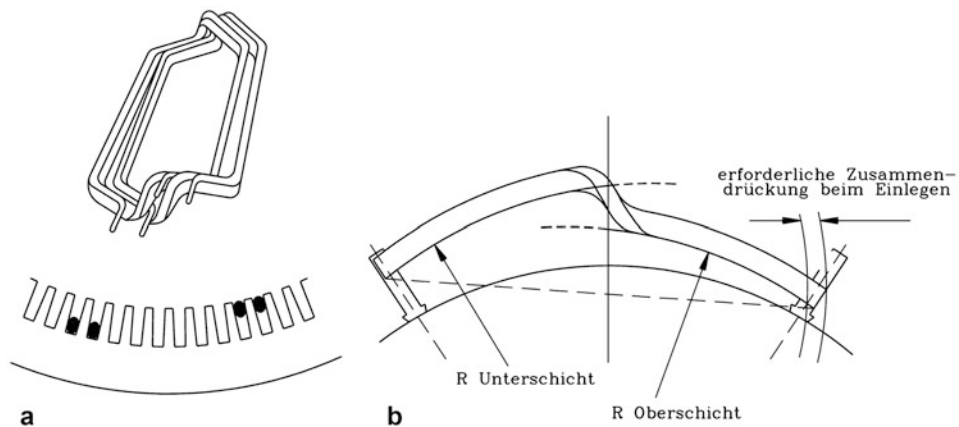 erforderliche Zusammen-
drückung beim Einlegen
R Unterschicht
R Oberschicht
a
b